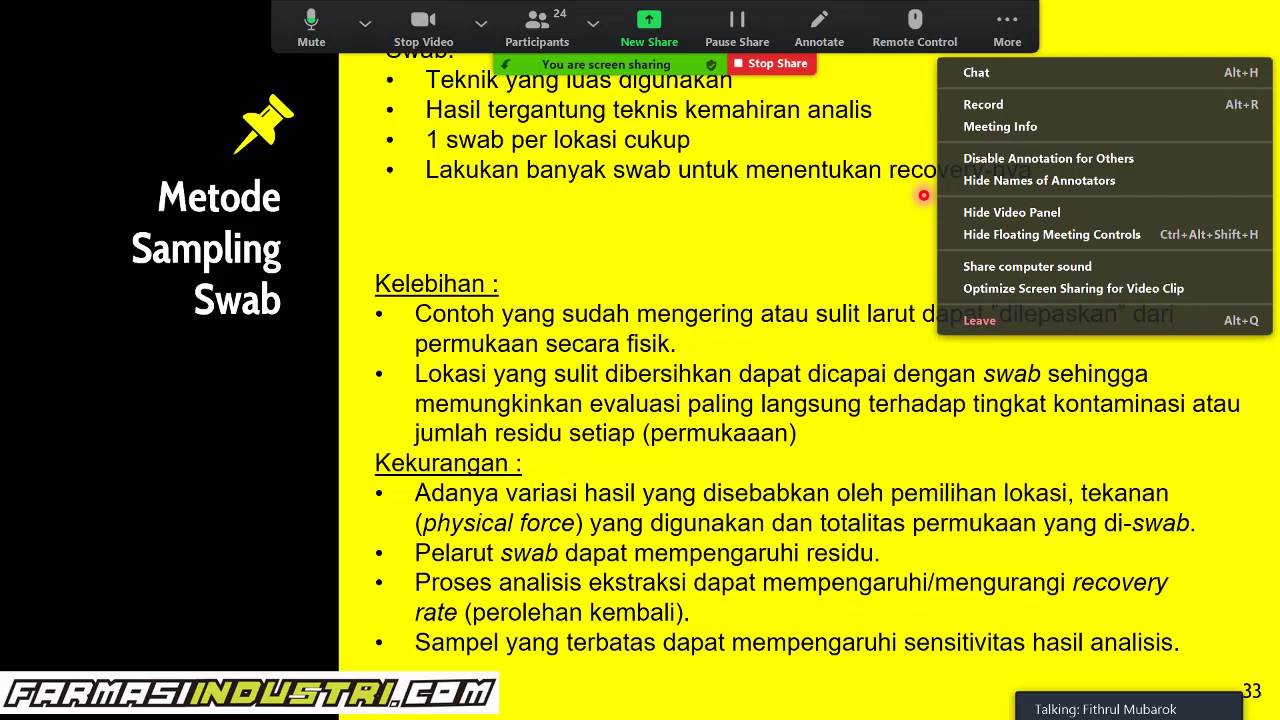 24
Mute
Stop Video
Participants
New Share
Pause Share
Annotate
Remote Control
More
You are screen sharing
Stop Share
Chat Alt+H
Record Alt+R
Meeting Info
Disable Annotation for Others
Hide Names of Annotators
Hide Video Panel
Hide Floating Meeting Controls Ctrl+Alt+Shift+H
Share computer sound
Optimize Screen Sharing for Video Clip
Leave Alt+Q
Metode
Sampling
Swab
Swab:
• Teknik yang luas digunakan
• Hasil tergantung teknis kemahiran analis
• 1 swab per lokasi cukup
• Lakukan banyak swab untuk menentukan recovery-nya
Kelebihan :
• Contoh yang sudah mengering atau sulit larut dapat "dilepaskan" dari
permukaan secara fisik.
• Lokasi yang sulit dibersihkan dapat dicapai dengan swab sehingga
memungkinkan evaluasi paling langsung terhadap tingkat kontaminasi atau
jumlah residu setiap (permukaaan)
Kekurangan :
• Adanya variasi hasil yang disebabkan oleh pemilihan lokasi, tekanan
(physical force) yang digunakan dan totalitas permukaan yang di-swab.
• Pelarut swab dapat mempengaruhi residu.
• Proses analisis ekstraksi dapat mempengaruhi/mengurangi recovery
rate (perolehan kembali).
• Sampel yang terbatas dapat mempengaruhi sensitivitas hasil analisis.
FARMASIINDUSTRI.COM
33
Talking: Fithrul Mubarok